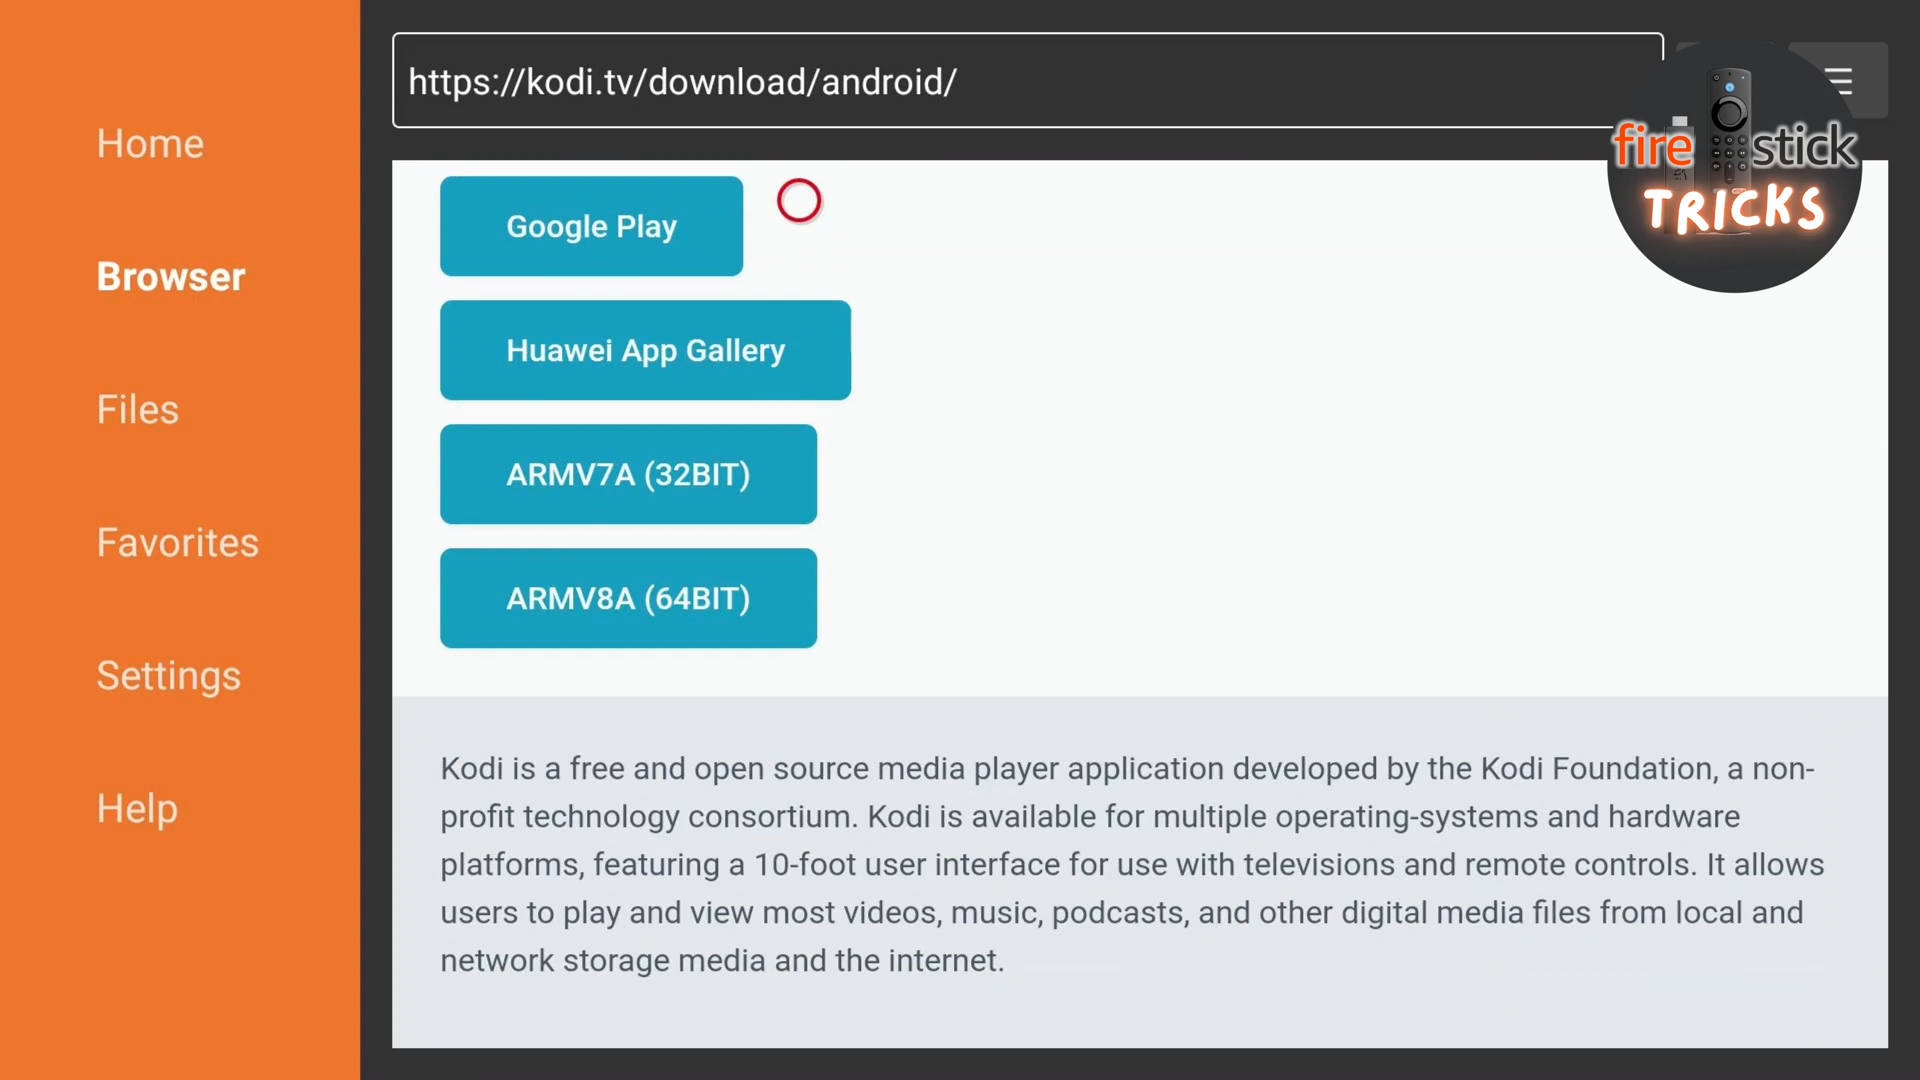 https://kodi.tv/download/android/
fire stick
TRICKS
Home
Browser
Files
Favorites
Settings
Help
Google Play
Huawei App Gallery
ARMV7A (32BIT)
ARMV8A (64BIT)
Kodi is a free and open source media player application developed by the Kodi Foundation, a non-
profit technology consortium. Kodi is available for multiple operating-systems and hardware
platforms, featuring a 10-foot user interface for use with televisions and remote controls. It allows
users to play and view most videos, music, podcasts, and other digital media files from local and
network storage media and the internet.